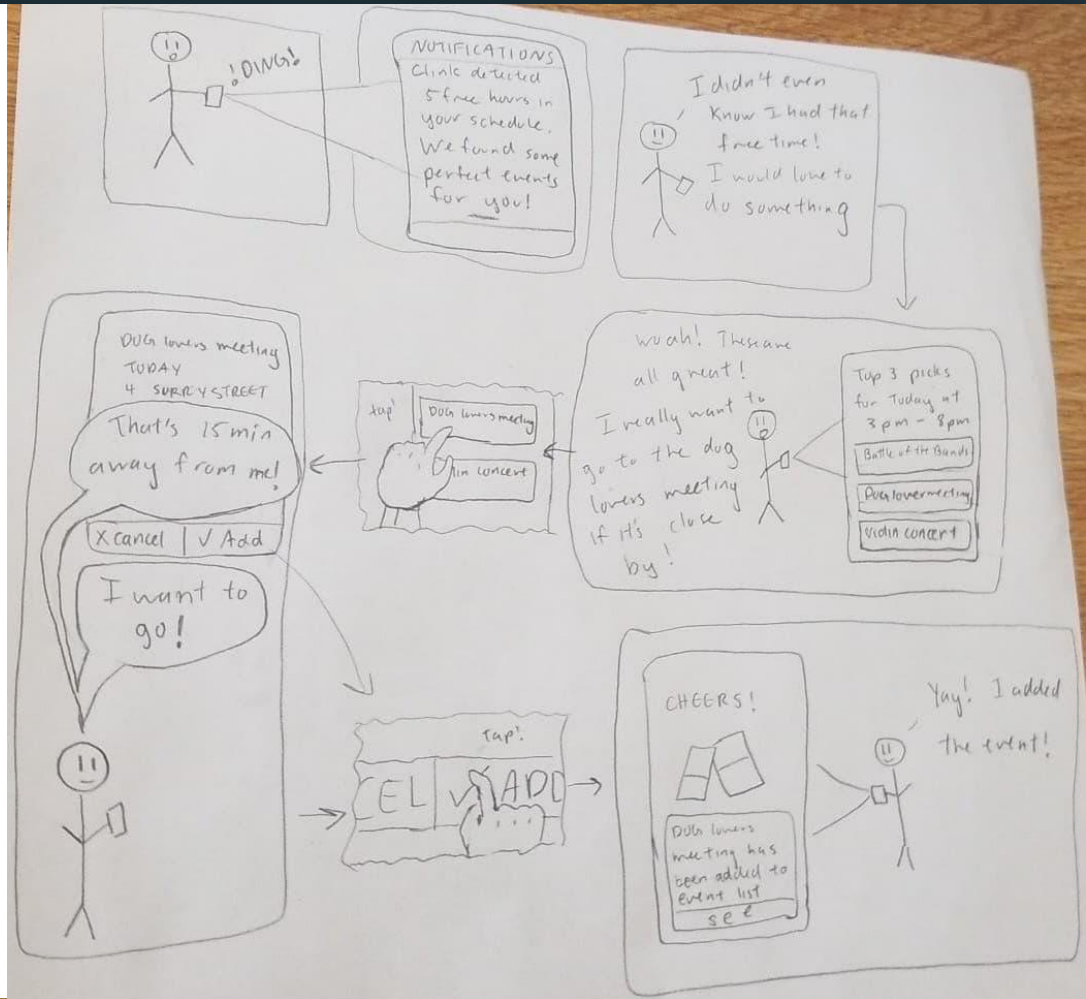 !DING!
NOTIFICATIONS
Clink detected
5 free hours in
your schedule.
We found some
perfect events
for you!
I didn't even
know I had that
free time!
I would love to
do something
woah! These are
all great!
I really want to
go to the dog
lovers meeting
if it's close
by!
Top 3 picks
for Today at
3pm - 8pm
Battle of the Bands
DOG lover meeting
violin concert
tap!
DOG lovers meeting
lin concert
DOG lovers meeting
TODAY
4 SURRY STREET
That's 15 min
away from me!
X cancel
√ Add
I want to
go!
Tap!
CEL
√ ADD
CHEERS!
DOG lovers
meeting has
been added to
event list
see
Yay! I added
the event!